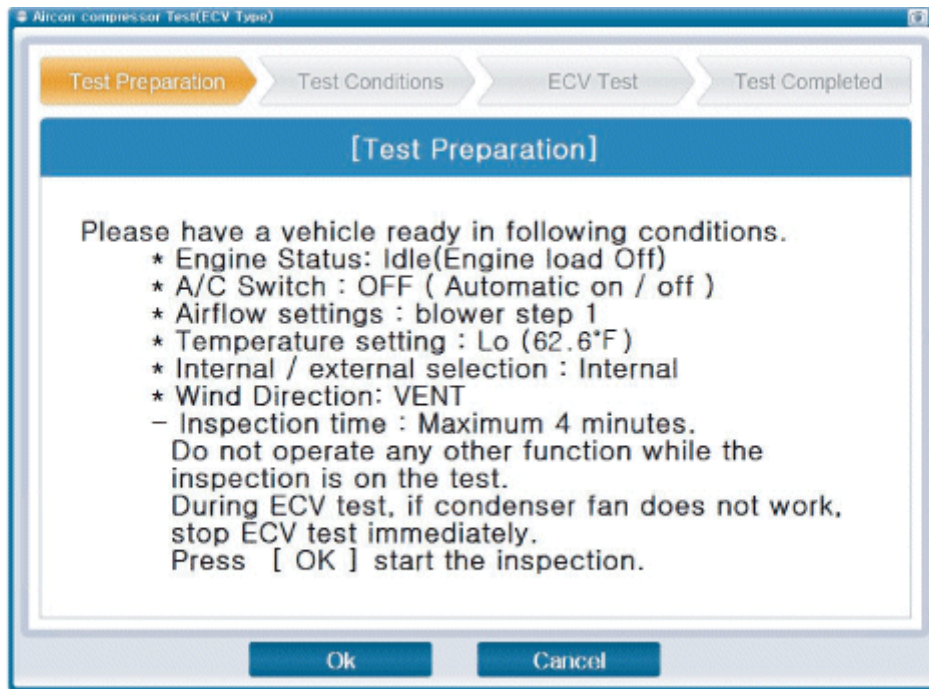 Aircon compressor Test(ECV Type)
Test Preparation
Test Conditions
ECV Test
Test Completed
[Test Preparation]
Please have a vehicle ready in following conditions.
* Engine Status: Idle(Engine load Off)
* A/C Switch : OFF ( Automatic on / off )
* Airflow settings : blower step 1
* Temperature setting : Lo (62.6°F)
* Internal / external selection : Internal
* Wind Direction: VENT
- Inspection time : Maximum 4 minutes.
Do not operate any other function while the
inspection is on the test.
During ECV test, if condenser fan does not work,
stop ECV test immediately.
Press [ OK ] start the inspection.
Ok
Cancel